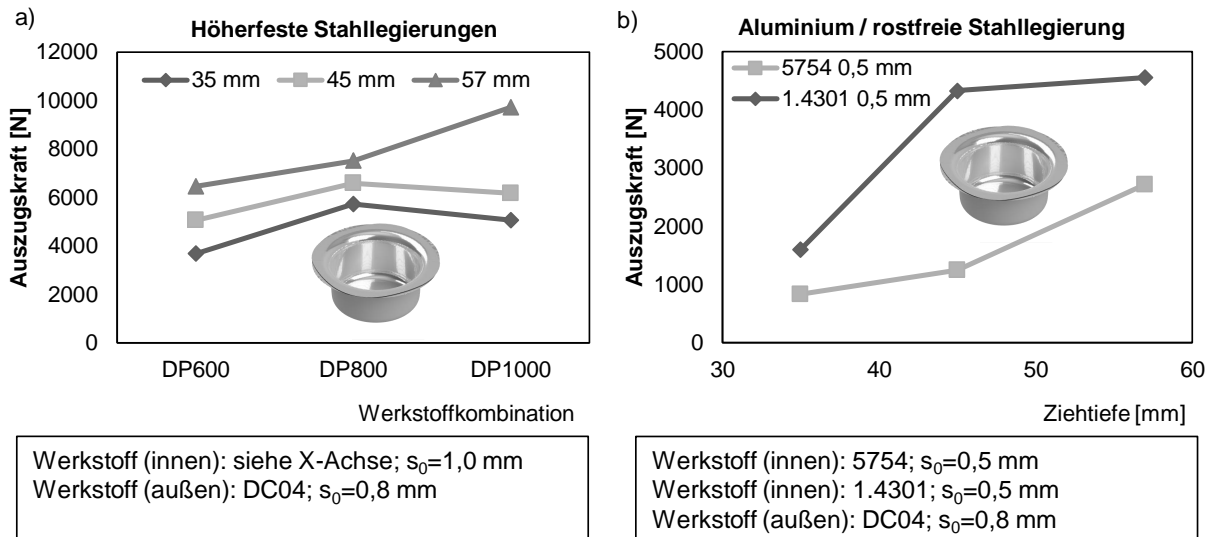 a)
Höherfeste Stahllegierungen
12000
10000
8000
6000
4000
2000
0
Auszugskraft [N]
35 mm 45 mm 57 mm
DP600 DP800 DP1000
Werkstoffkombination
Werkstoff (innen): siehe X-Achse; s₀=1,0 mm
Werkstoff (außen): DC04; s₀=0,8 mm
b)
Aluminium / rostfreie Stahllegierung
5000
4000
3000
2000
1000
0
Auszugskraft [N]
5754 0,5 mm
1.4301 0,5 mm
30 40 50 60
Ziehtiefe [mm]
Werkstoff (innen): 5754; s₀=0,5 mm
Werkstoff (innen): 1.4301; s₀=0,5 mm
Werkstoff (außen): DC04; s₀=0,8 mm